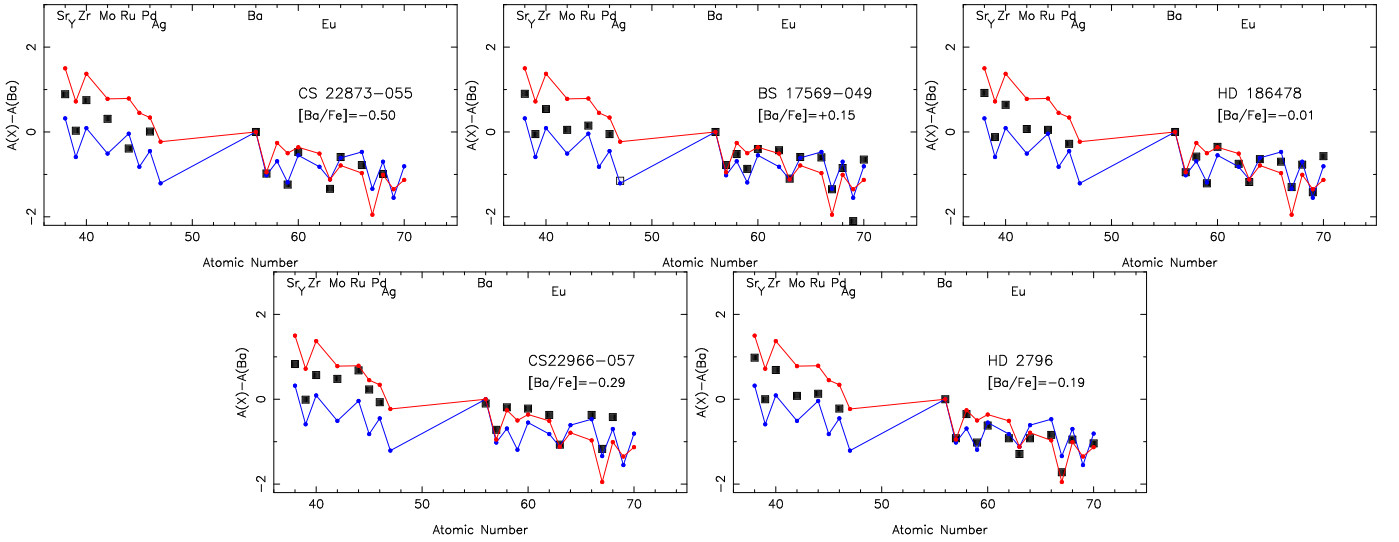 Sr Y Zr Mo Ru Pd Ag Ba Eu
2
0
−2
A(X)−A(Ba)
CS 22873−055
[Ba/Fe]=−0.50
40 50 60 70
Atomic Number
Sr Y Zr Mo Ru Pd Ag Ba Eu
2
0
−2
A(X)−A(Ba)
BS 17569−049
[Ba/Fe]=+0.15
40 50 60 70
Atomic Number
Sr Y Zr Mo Ru Pd Ag Ba Eu
2
0
−2
A(X)−A(Ba)
HD 186478
[Ba/Fe]=−0.01
40 50 60 70
Atomic Number
Sr Y Zr Mo Ru Pd Ag Ba Eu
2
0
−2
A(X)−A(Ba)
CS22966−057
[Ba/Fe]=−0.29
40 50 60 70
Atomic Number
Sr Y Zr Mo Ru Pd Ag Ba Eu
2
0
−2
A(X)−A(Ba)
HD 2796
[Ba/Fe]=−0.19
40 50 60 70
Atomic Number